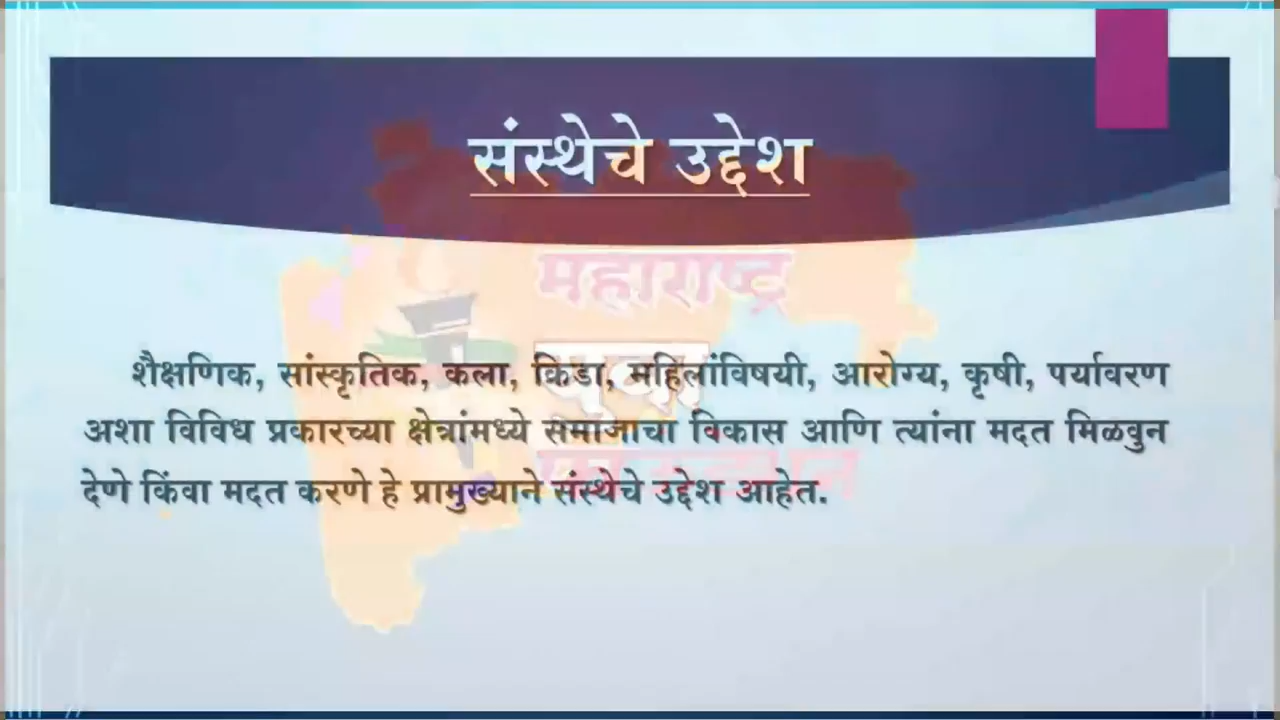 संस्थेचे उद्देश
महाराष्ट्र
युवा
शैक्षणिक, सांस्कृतिक, कला, क्रिडा, महिलांविषयी, आरोग्य, कृषी, पर्यावरण
अशा विविध प्रकारच्या क्षेत्रांमध्ये समाजाचा विकास आणि त्यांना मदत मिळवुन
देणे किंवा मदत करणे हे प्रामुख्याने संस्थेचे उद्देश आहेत.